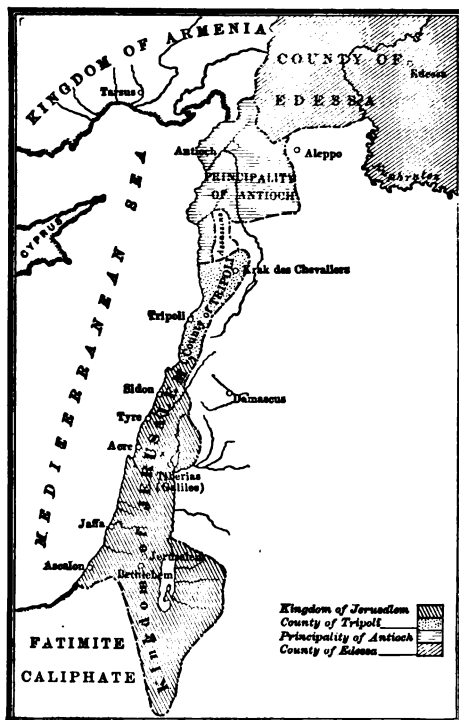 KINGDOM OF ARMENIA
COUNTY OF
EDESSA
Edessa
Tarsus
Euphrates
Antioch
Aleppo
PRINCIPALITY
OF ANTIOCH
CYPRUS
MEDITERRANEAN SEA
Assassins
Krak des Chevaliers
County of TRIPOLI
Tripoli
Sidon
Damascus
Tyre
Acre
Tiberias
(Galilee)
Kingdom of JERUSALEM
Jaffa
Jerusalem
Ascalon
Bethlehem
FATIMITE
CALIPHATE
Kingdom of Jerusalem
County of Tripoli
Principality of Antioch
County of Edessa